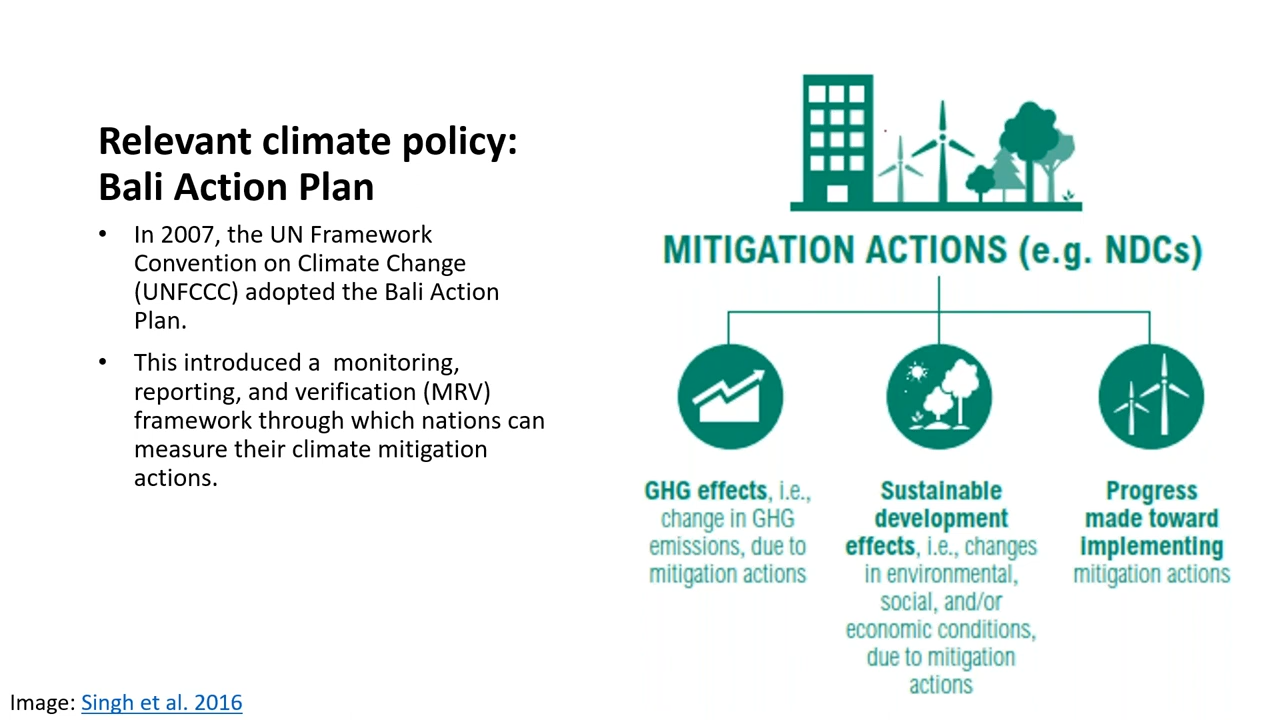 Relevant climate policy:
Bali Action Plan
• In 2007, the UN Framework
Convention on Climate Change
(UNFCCC) adopted the Bali Action
Plan.
• This introduced a  monitoring,
reporting, and verification (MRV)
framework through which nations can
measure their climate mitigation
actions.
MITIGATION ACTIONS (e.g. NDCs)
GHG effects, i.e.,
change in GHG
emissions, due to
mitigation actions
Sustainable
development
effects, i.e., changes
in environmental,
social, and/or
economic conditions,
due to mitigation
actions
Progress
made toward
implementing
mitigation actions
Image: Singh et al. 2016